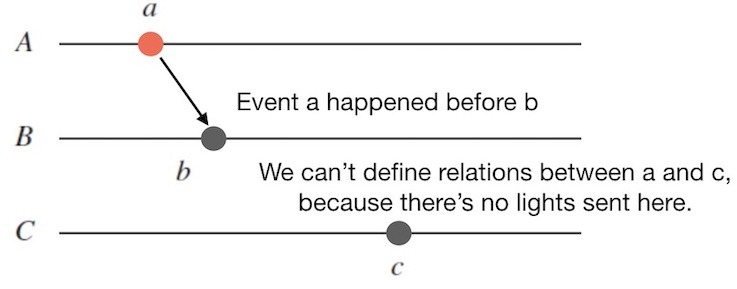 a
A
Event a happened before b
B
b
We can't define relations between a and c,
because there's no lights sent here.
C
c